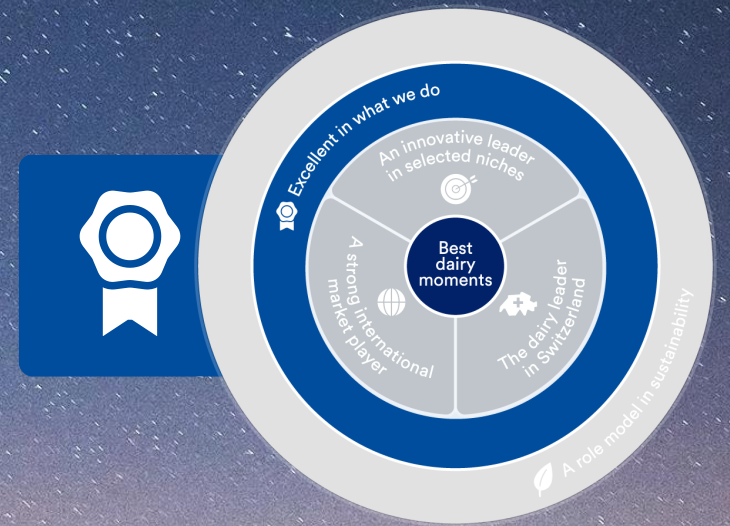 Excellent in what we do
An innovative leader
in selected niches
Best
dairy
moments
A strong international
market player
The dairy leader
in Switzerland
A role model in sustainability